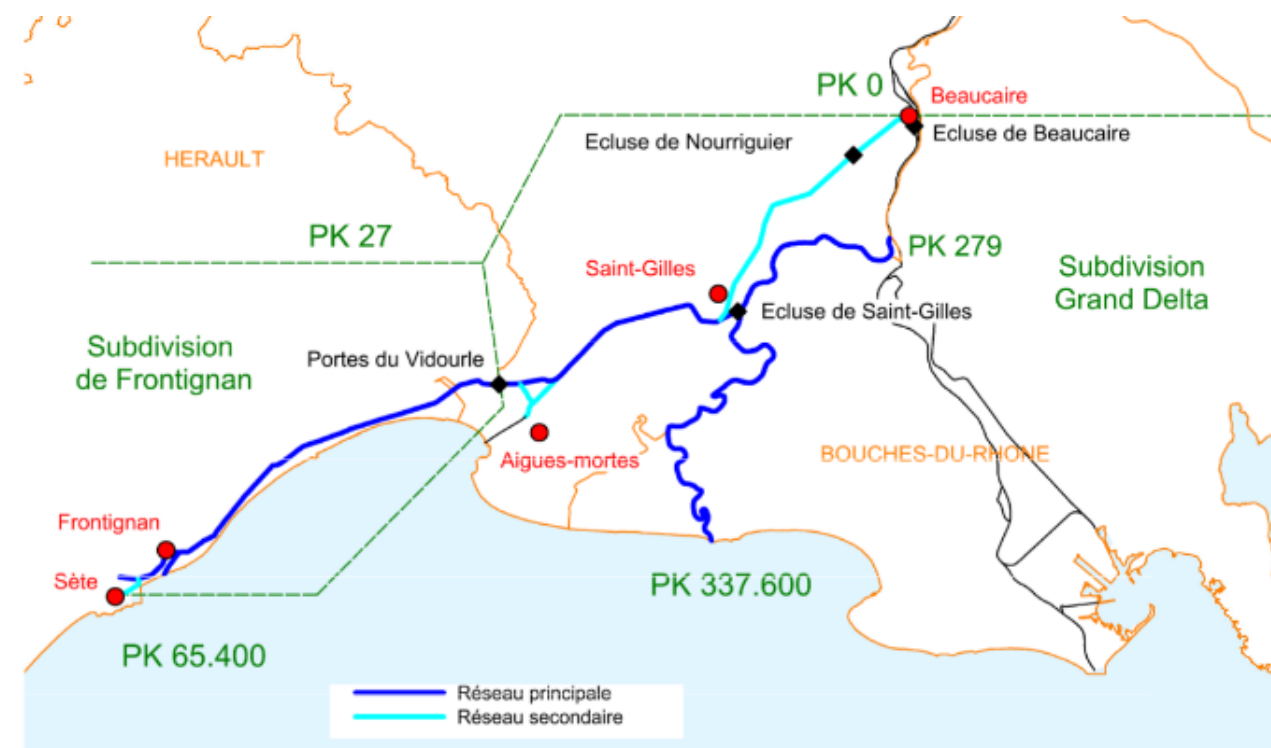 PK 0
Beaucaire
Ecluse de Nourriguier
Ecluse de Beaucaire
HERAULT
PK 27
PK 279
Saint-Gilles
Subdivision
Grand Delta
Ecluse de Saint-Gilles
Subdivision
de Frontignan
Portes du Vidourle
Aigues-mortes
BOUCHES-DU-RHONE
Frontignan
Sète
PK 337.600
PK 65.400
Réseau principale
Réseau secondaire